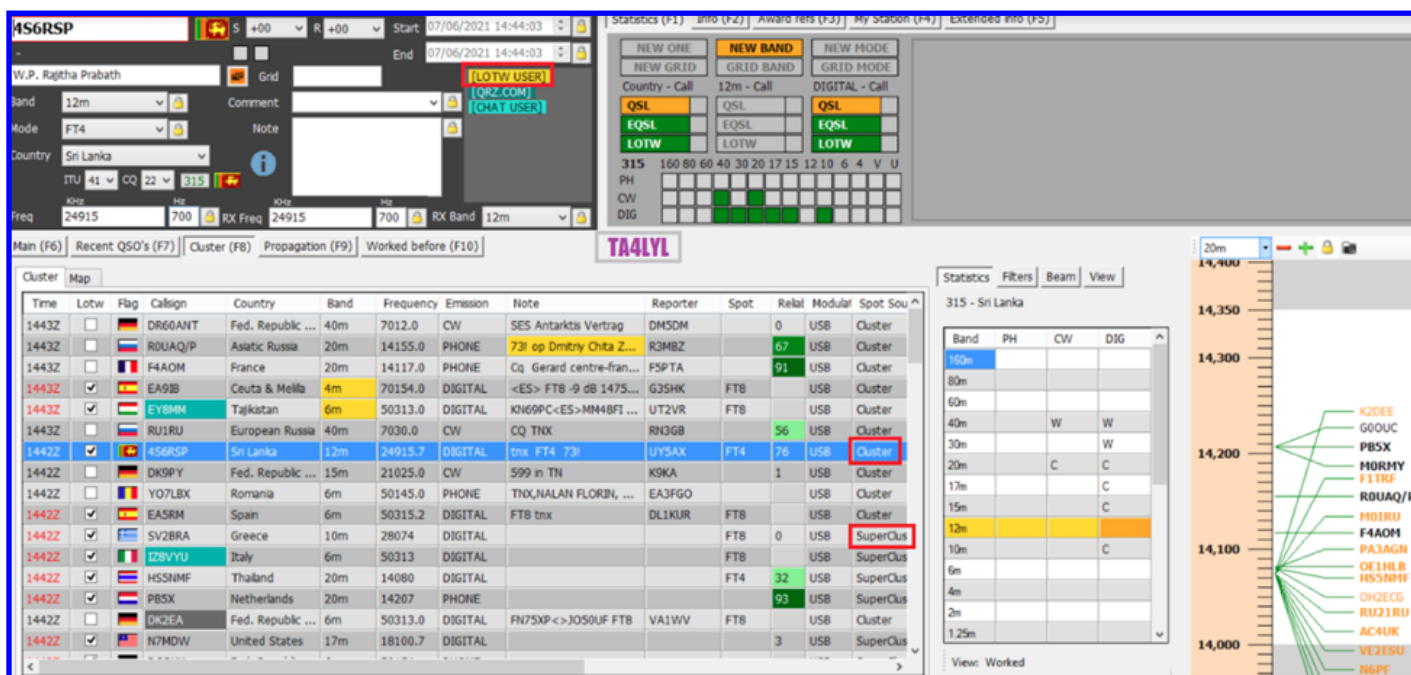 4S6RSP S +00 R +00 Start 07/06/2021 14:44:03
Statistics (F1) Info (F2) Award refs (F3) My Station (F4) Extended info (F5)
- End 07/06/2021 14:44:03
W.P. Rajitha Prabath Grid
[LOTW USER]
[QRZ.COM]
[CHAT USER]
Band 12m Comment
Mode FT4 Note
Country Sri Lanka
ITU 41 CQ 22 315
KHz Hz KHz Hz
Freq 24915 700 RX Freq 24915 700 RX Band 12m
NEW ONE NEW BAND NEW MODE
NEW GRID GRID BAND GRID MODE
Country - Call 12m - Call DIGITAL - Call
QSL QSL QSL
EQSL EQSL EQSL
LOTW LOTW LOTW
315 160 80 60 40 30 20 17 15 12 10 6 4 V U
PH
CW
DIG
Main (F6) Recent QSO's (F7) Cluster (F8) Propagation (F9) Worked before (F10)
TA4LYL
Cluster Map
Time Lotw Flag Callsign Country Band Frequency Emission Note Reporter Spot Relial Modulat Spot Sou
1443Z DR60ANT Fed. Republic ... 40m 7012.0 CW SES Antarktis Vertrag DM5DM 0 USB Cluster
1443Z R0UAQ/P Asiatic Russia 20m 14155.0 PHONE 73! op Dmitriy Chita Z... R3MBZ 67 USB Cluster
1443Z F4AOM France 20m 14117.0 PHONE Cq Gerard centre-fran... F5PTA 91 USB Cluster
1443Z EA9IB Ceuta & Melilla 4m 70154.0 DIGITAL <ES> FT8 -9 dB 1475... G3SHK FT8 USB Cluster
1443Z EY8MM Tajikistan 6m 50313.0 DIGITAL KN69PC<ES>MM48FI ... UT2VR FT8 USB Cluster
1443Z RU1RU European Russia 40m 7030.0 CW CQ TNX RN3GB 56 USB Cluster
1442Z 4S6RSP Sri Lanka 12m 24915.7 DIGITAL tnx FT4 73! UY5AX FT4 76 USB Cluster
1442Z DK9PY Fed. Republic ... 15m 21025.0 CW 599 in TN K9KA 1 USB Cluster
1442Z YO7LBX Romania 6m 50145.0 PHONE TNX,NALAN FLORIN, ... EA3FGO USB Cluster
1442Z EA5RM Spain 6m 50315.2 DIGITAL FT8 tnx DL1KUR FT8 USB Cluster
1442Z SV2BRA Greece 10m 28074 DIGITAL FT8 0 USB SuperClus
1442Z IZ8VYU Italy 6m 50313 DIGITAL FT8 USB SuperClus
1442Z HS5NMF Thailand 20m 14080 DIGITAL FT4 32 USB SuperClus
1442Z PB5X Netherlands 20m 14207 PHONE 93 USB SuperClus
1442Z DK2EA Fed. Republic ... 6m 50313.0 DIGITAL FN75XP<>JO50UF FT8 VA1WV FT8 USB Cluster
1442Z N7MDW United States 17m 18100.7 DIGITAL 3 USB SuperClus
Statistics Filters Beam View
315 - Sri Lanka
Band PH CW DIG
160m
80m
60m
40m W W
30m W
20m C C
17m C
15m C
12m
10m C
6m
4m
2m
1.25m
View: Worked
20m
14,400
14,350
14,300
14,200
14,100
14,000
K2DEE
G0OUC
PB5X
M0RMY
F1TRF
R0UAQ/P
M0IRU
F4AOM
PA3AGN
OE1HLB
HS5NMF
OH2ECG
RU21RU
AC4UK
VE2ESU
N6PF